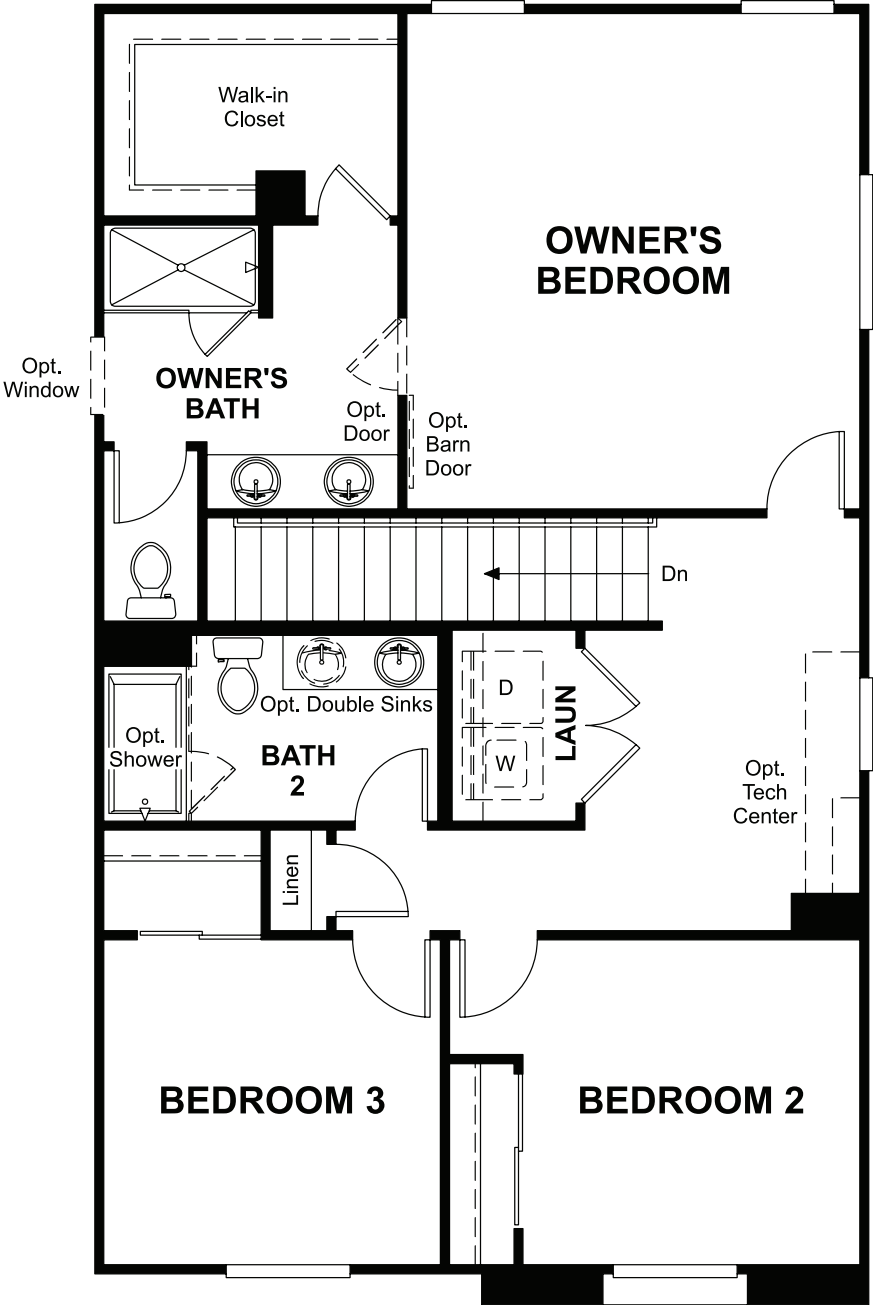 Walk-in
Closet
OWNER'S
BEDROOM
Opt.
Window
OWNER'S
BATH
Opt.
Door
Opt.
Barn
Door
Dn
Opt. Double Sinks
D
W
LAUN
Opt.
Shower
BATH
2
Opt.
Tech
Center
Linen
BEDROOM 3
BEDROOM 2